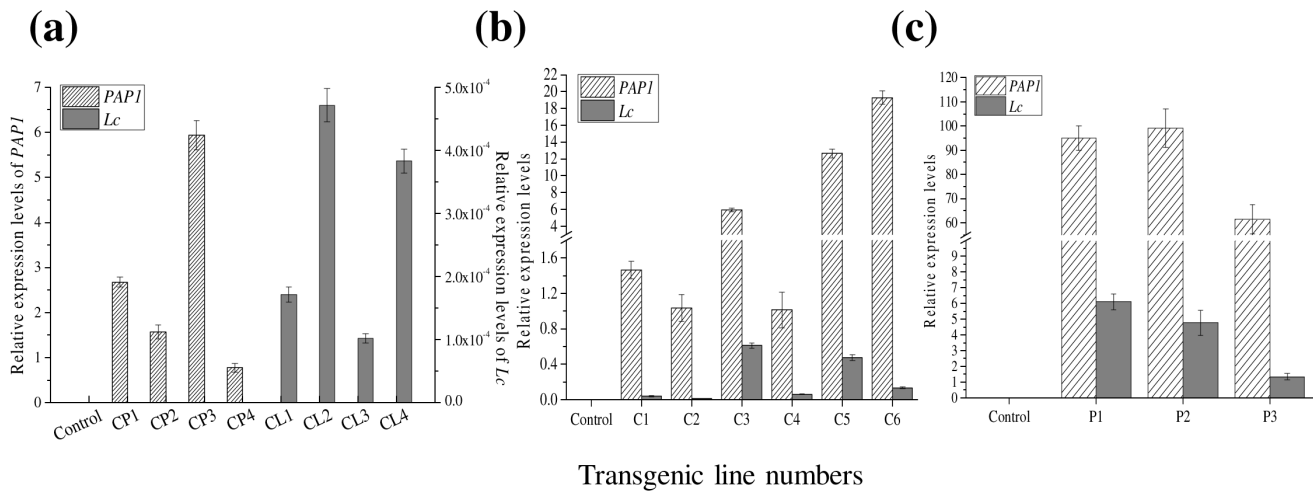 (a)
Relative expression levels of PAP1
7
6
5
4
3
2
1
0
PAP1
Lc
5.0x10-4
4.0x10-4
3.0x10-4
2.0x10-4
1.0x10-4
0.0
Relative expression levels of Lc
Control CP1 CP2 CP3 CP4 CL1 CL2 CL3 CL4
(b)
Relative expression levels
22
20
18
16
14
12
10
8
6
4
1.6
1.2
0.8
0.4
0.0
PAP1
Lc
Control C1 C2 C3 C4 C5 C6
(c)
Relative expression levels
120
110
100
90
80
70
60
9
8
7
6
5
4
3
2
1
0
PAP1
Lc
Control P1 P2 P3
Transgenic line numbers